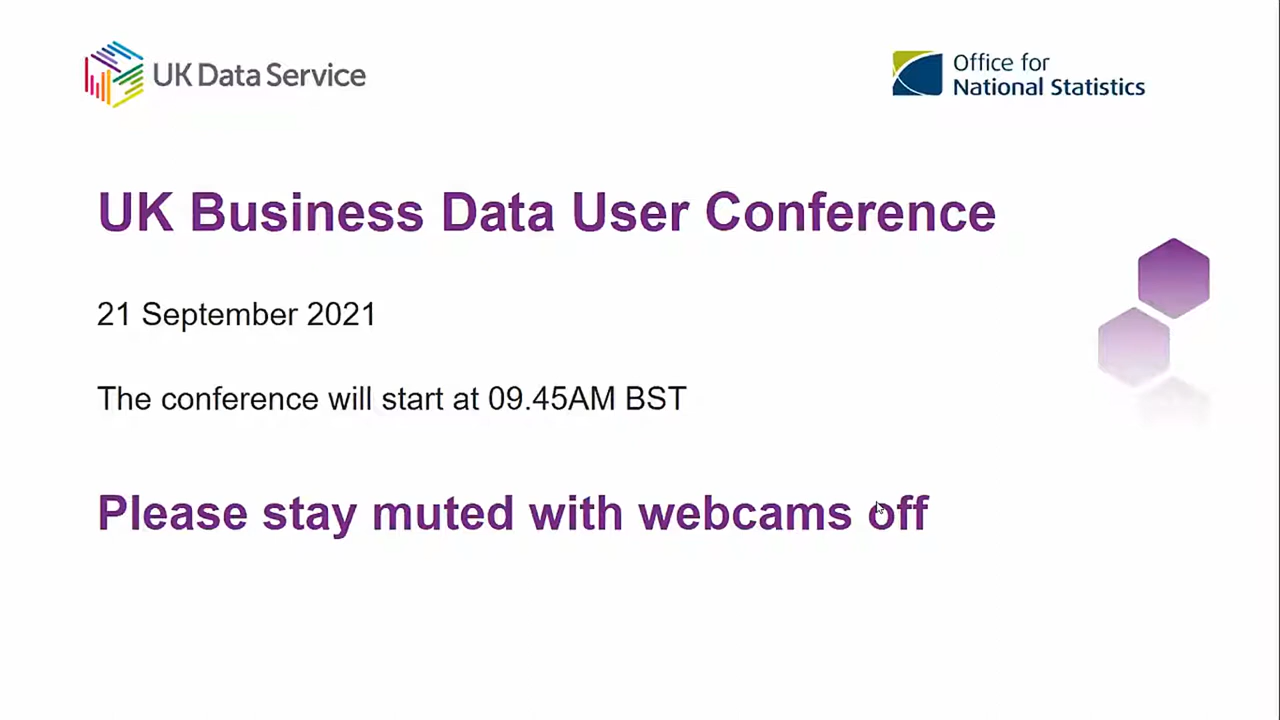 UK Data Service
Office for
National Statistics
UK Business Data User Conference
21 September 2021
The conference will start at 09.45AM BST
Please stay muted with webcams off